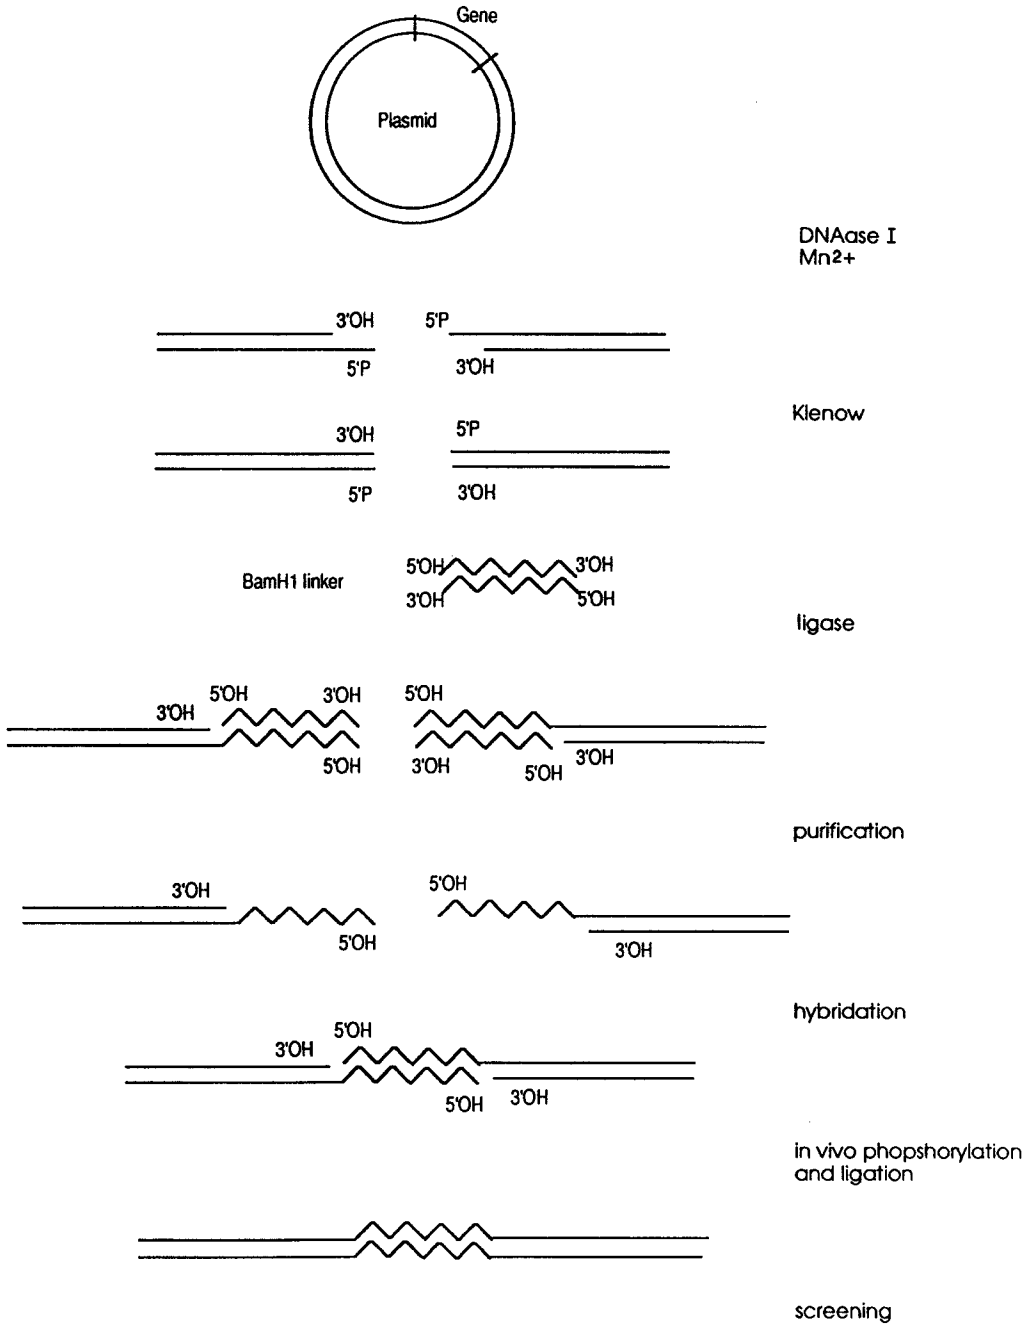 Gene
Plasmid
DNAase I
Mn2+
3'OH 5'P
5'P 3'OH
Klenow
3'OH 5'P
5'P 3'OH
BamH1 linker
5'OH 3'OH
3'OH 5'OH
ligase
5'OH 3'OH 5'OH
3'OH
5'OH 3'OH 5'OH 3'OH
purification
3'OH 5'OH
5'OH 3'OH
hybridation
5'OH
3'OH
5'OH 3'OH
in vivo phopshorylation
and ligation
screening